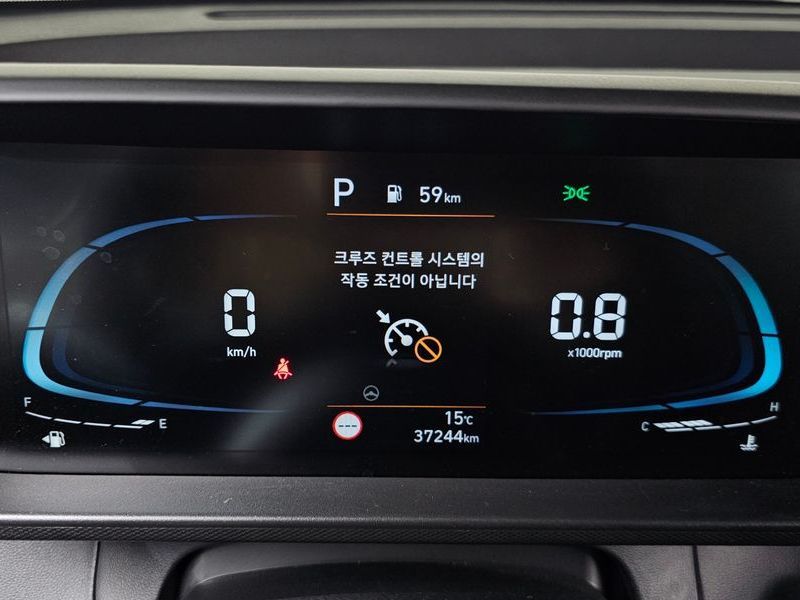 P 59km
크루즈 컨트롤 시스템의
작동 조건이 아닙니다
0
km/h
0.8
x1000rpm
F
E
C
H
---
15℃
37244km